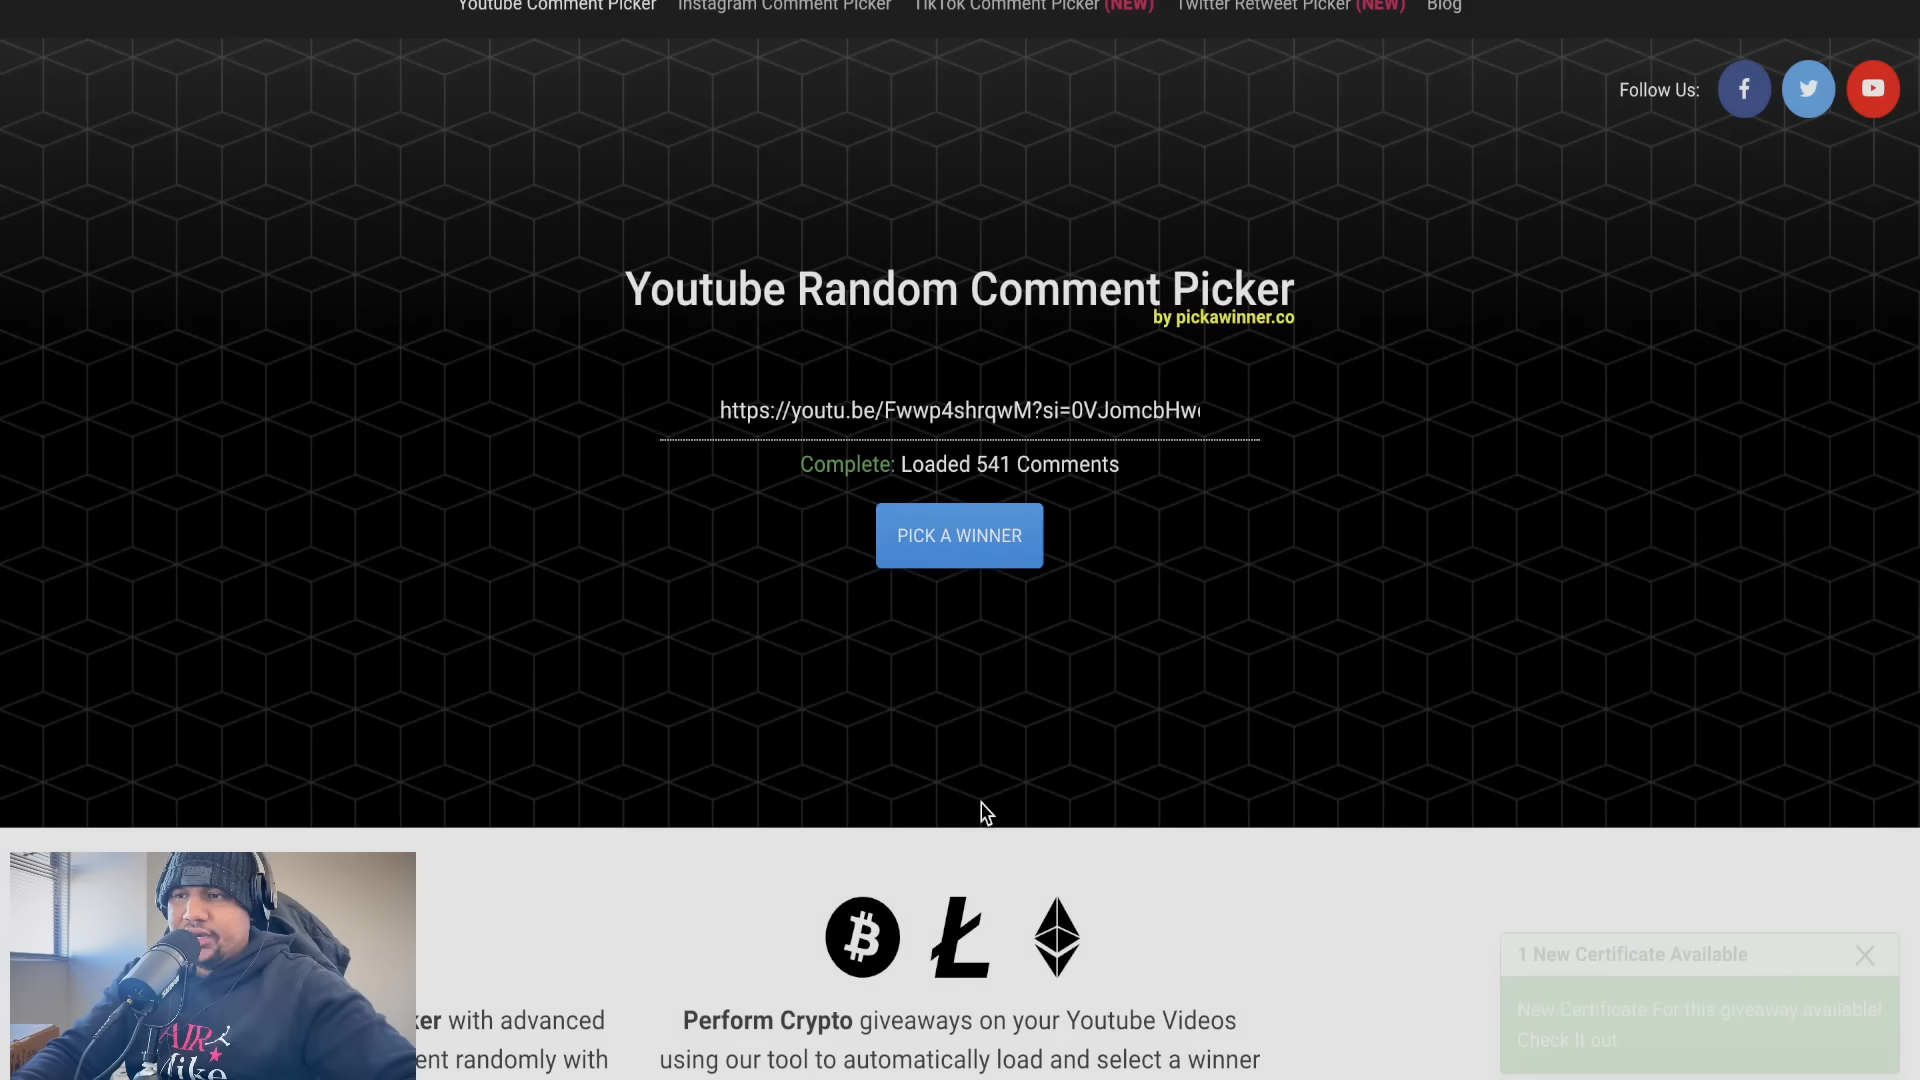 Youtube Comment Picker Instagram Comment Picker TikTok Comment Picker (NEW) Twitter Retweet Picker (NEW) Blog
Follow Us:
Youtube Random Comment Picker
by pickawinner.co
https://youtu.be/Fwwp4shrqwM?si=0VJomcbHw
Complete: Loaded 541 Comments
PICK A WINNER
1 New Certificate Available
New Certificate For this giveaway available!
Check It out
ker with advanced
ent randomly with
Perform Crypto giveaways on your Youtube Videos
using our tool to automatically load and select a winner
AIR
Mike